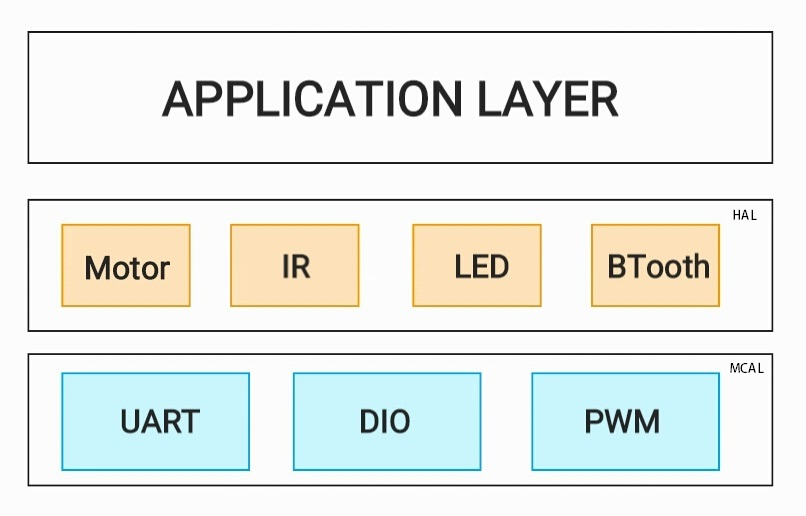 APPLICATION LAYER
HAL
Motor
IR
LED
BTooth
MCAL
UART
DIO
PWM